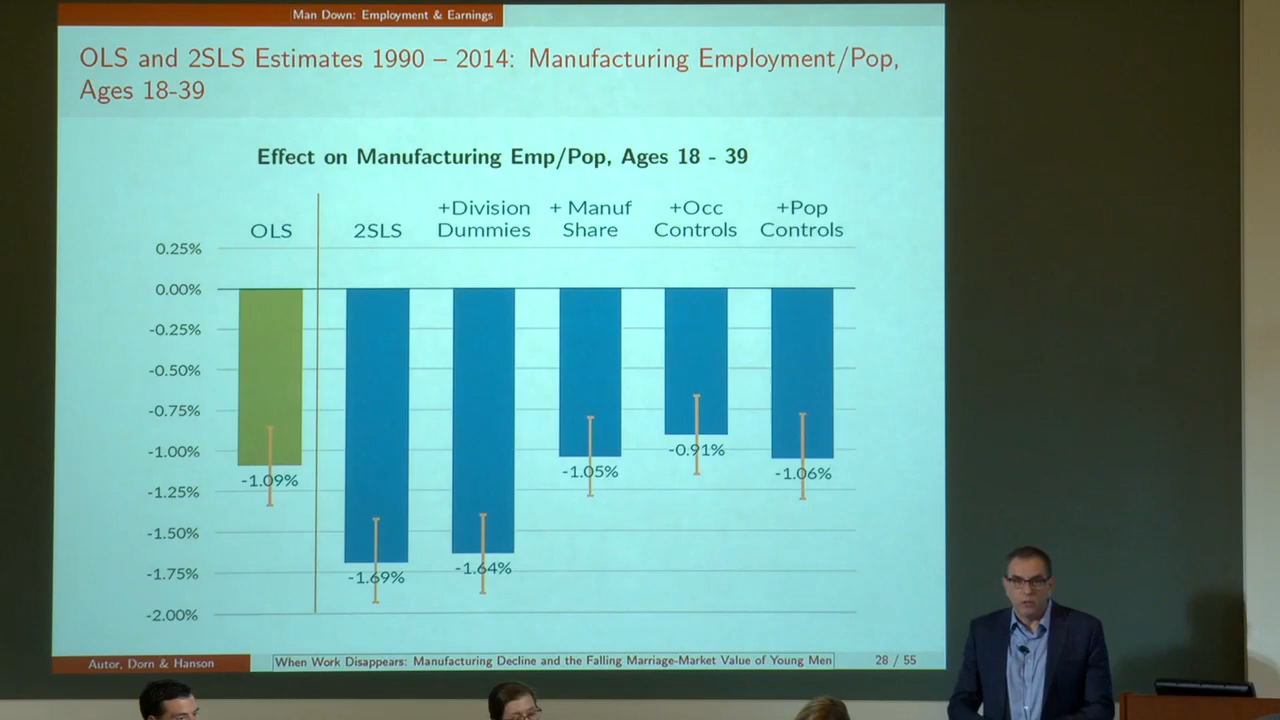 Man Down: Employment & Earnings
OLS and 2SLS Estimates 1990 – 2014: Manufacturing Employment/Pop,
Ages 18-39
Effect on Manufacturing Emp/Pop, Ages 18 - 39
OLS
2SLS
+Division
Dummies
+ Manuf
Share
+Occ
Controls
+Pop
Controls
0.25%
0.00%
-0.25%
-0.50%
-0.75%
-1.00%
-1.25%
-1.50%
-1.75%
-2.00%
-1.09%
-1.69%
-1.64%
-1.05%
-0.91%
-1.06%
Autor, Dorn & Hanson
When Work Disappears: Manufacturing Decline and the Falling Marriage-Market Value of Young Men
28 / 55